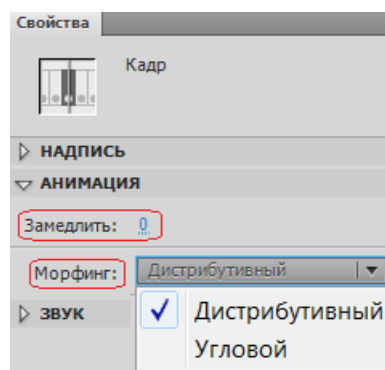 Свойства
Кадр
НАДПИСЬ
АНИМАЦИЯ
Замедлить: 0
Морфинг: Дистрибутивный
ЗВУК
Дистрибутивный
Угловой